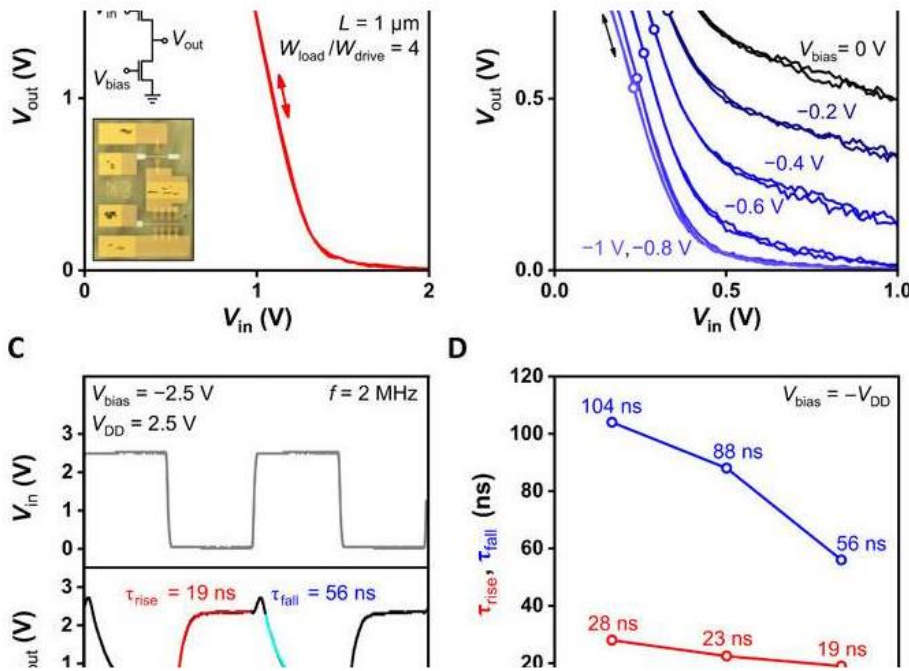 L = 1 µm
W_load/W_drive = 4
V_out
V_bias
V_out (V)
1
0
0
1
2
V_in (V)
V_bias = 0 V
−0.2 V
−0.4 V
−0.6 V
−1 V, −0.8 V
V_out (V)
0.5
0.0
0.0
0.5
1.0
V_in (V)
C
V_bias = −2.5 V
f = 2 MHz
V_DD = 2.5 V
V_in (V)
3
2
1
0
τ_rise = 19 ns
τ_fall = 56 ns
3
2
1
out (V)
D
V_bias = −V_DD
τ_rise, τ_fall (ns)
120
100
80
60
40
20
104 ns
88 ns
56 ns
28 ns
23 ns
19 ns